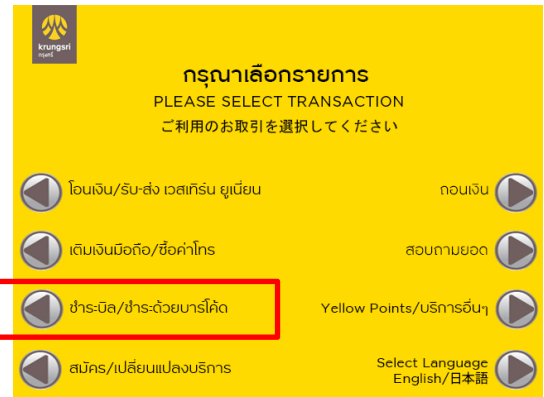 krungsri
กรุงศรี
กรุณาเลือกรายการ
PLEASE SELECT TRANSACTION
ご利用のお取引を選択してください
โอนเงิน/รับ-ส่ง เวสเทิร์น ยูเนี่ยน
ถอนเงิน
เติมเงินมือถือ/ซื้อค่าโทร
สอบถามยอด
ชำระบิล/ชำระด้วยบาร์โค้ด
Yellow Points/บริการอื่นๆ
สมัคร/เปลี่ยนแปลงบริการ
Select Language
English/日本語